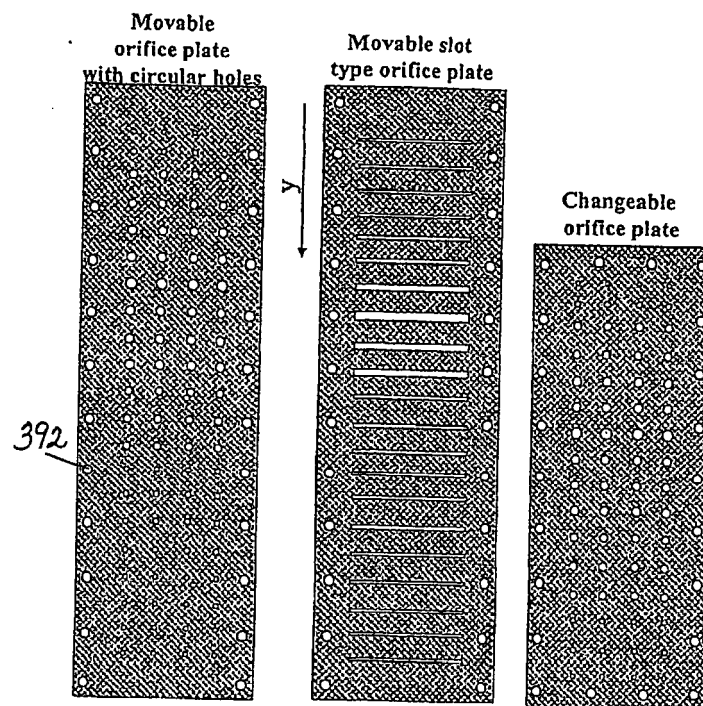 Movable
orifice plate
with circular holes
Movable slot
type orifice plate
y
Changeable
orifice plate
392